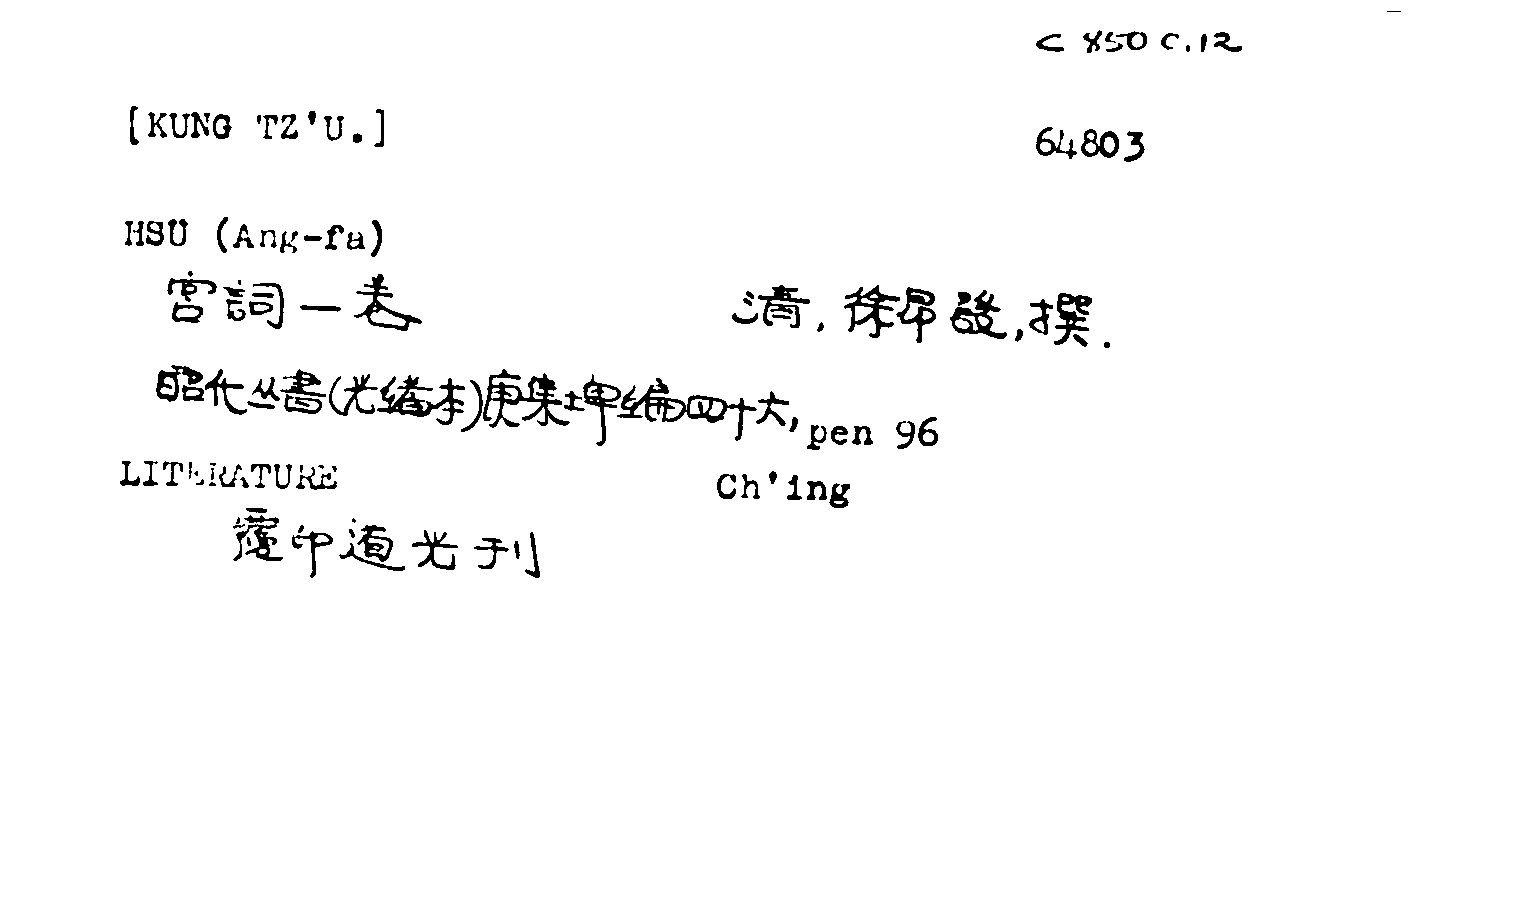 C 850 C.12
[KUNG TZ'U.]
64803
HSÜ (Ang-fa)
宮詞一卷 清, 徐昂發, 撰.
昭代丛書(光緒本)庚集埤編四十六, pen 96
LITERATURE Ch'ing
覆印道光刊